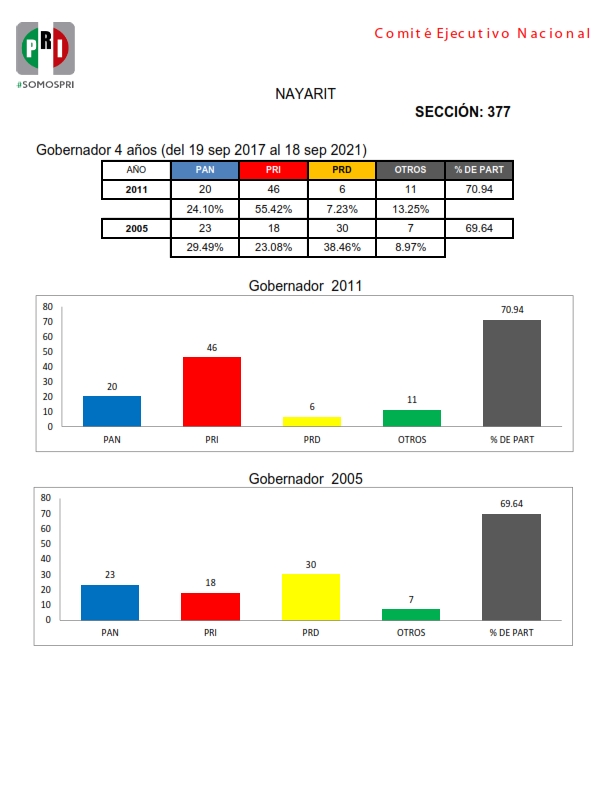 Comité Ejecutivo Nacional
PRI
#SOMOSPRI
NAYARIT
SECCIÓN: 377
Gobernador 4 años (del 19 sep 2017 al 18 sep 2021)
AÑO PAN PRI PRD OTROS % DE PART
2011 20 46 6 11 70.94
24.10% 55.42% 7.23% 13.25%
2005 23 18 30 7 69.64
29.49% 23.08% 38.46% 8.97%
Gobernador 2011
80
70
60
50
40
30
20
10
0
20
46
6
11
70.94
PAN PRI PRD OTROS % DE PART
Gobernador 2005
80
70
60
50
40
30
20
10
0
23
18
30
7
69.64
PAN PRI PRD OTROS % DE PART